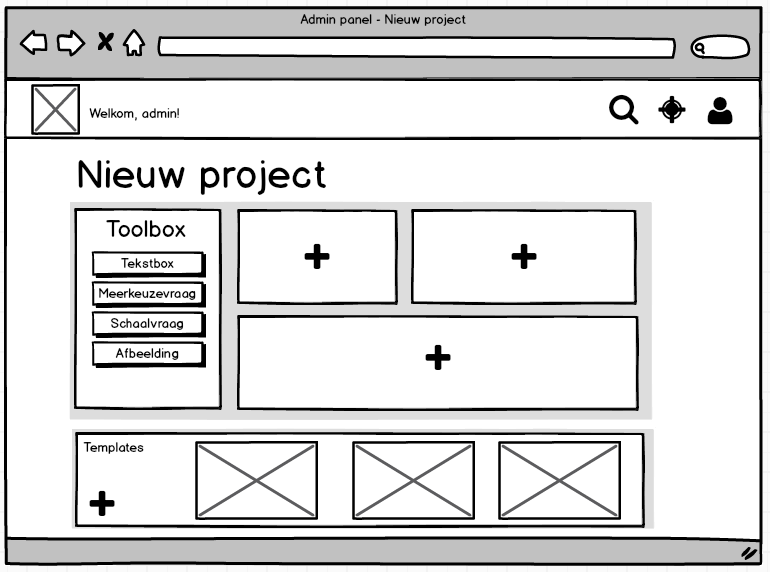 Admin panel - Nieuw project
Welkom, admin!
Nieuw project
Toolbox
Tekstbox
Meerkeuzevraag
Schaalvraag
Afbeelding
Templates